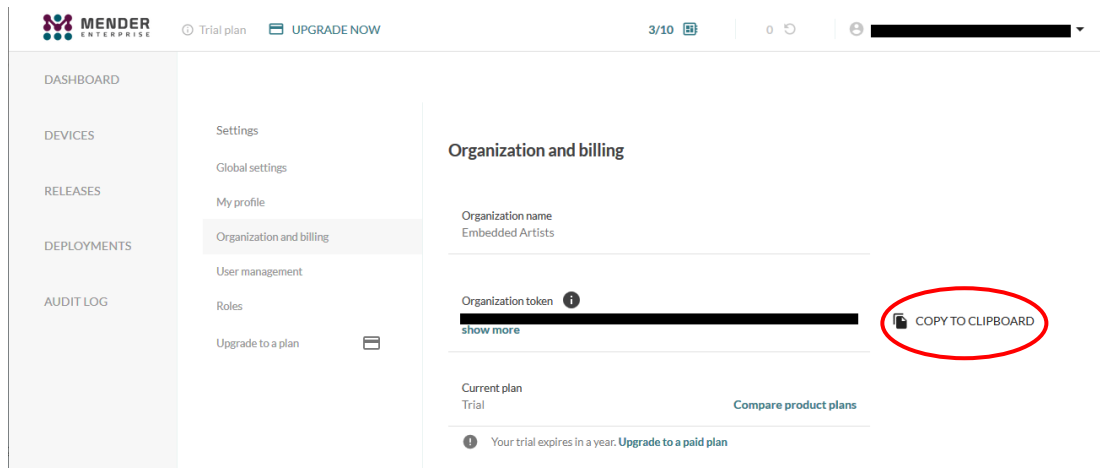 MENDER
ENTERPRISE
Trial plan
UPGRADE NOW
3/10
0
DASHBOARD
DEVICES
RELEASES
DEPLOYMENTS
AUDIT LOG
Settings
Global settings
My profile
Organization and billing
User management
Roles
Upgrade to a plan
Organization and billing
Organization name
Embedded Artists
Organization token
show more
COPY TO CLIPBOARD
Current plan
Trial
Compare product plans
Your trial expires in a year. Upgrade to a paid plan